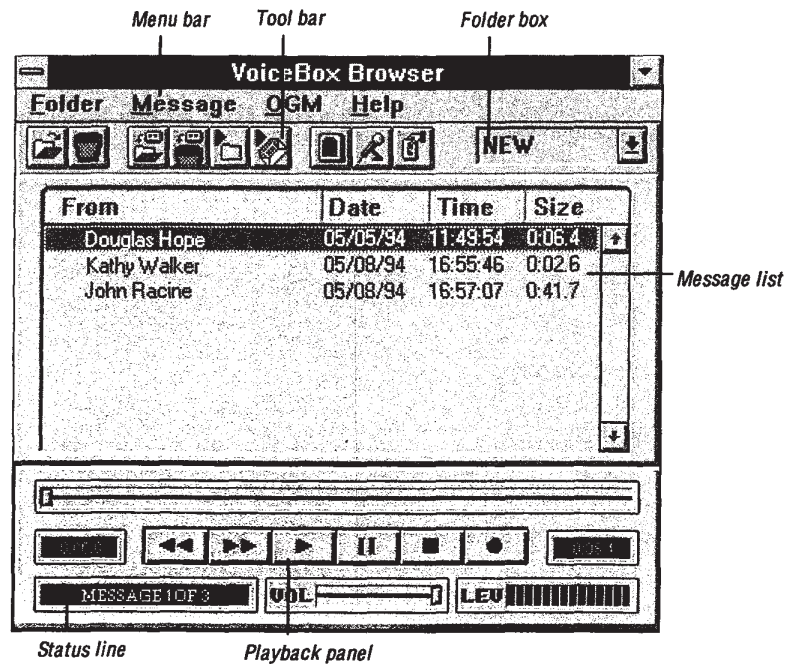 Menu bar Tool bar Folder box
VoiceBox Browser
Folder Message OGM Help
NEW
From Date Time Size
Douglas Hope 05/05/94 11:49:54 0:06.4
Kathy Walker 05/08/94 16:55:46 0:02.6
John Racine 05/08/94 16:57:07 0:41.7
Message list
MESSAGE 1 OF 3 VOL LEV
Status line Playback panel